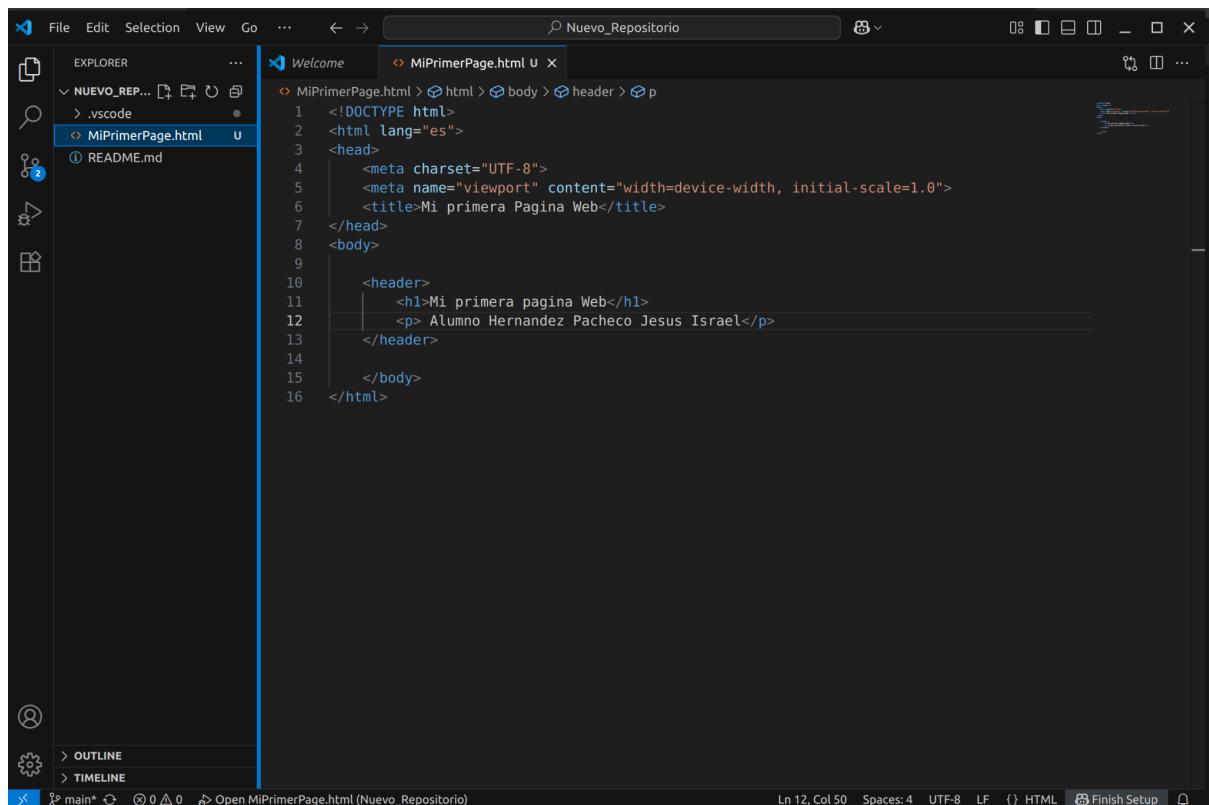 File Edit Selection View Go ... Nuevo_Repositorio
EXPLORER ...
NUEVO_REP...
.vscode
MiPrimerPage.html U
README.md
OUTLINE
TIMELINE
Welcome MiPrimerPage.html U
MiPrimerPage.html > html > body > header > p
1 <!DOCTYPE html>
2 <html lang="es">
3 <head>
4 <meta charset="UTF-8">
5 <meta name="viewport" content="width=device-width, initial-scale=1.0">
6 <title>Mi primera Pagina Web</title>
7 </head>
8 <body>
9
10 <header>
11 <h1>Mi primera pagina Web</h1>
12 <p> Alumno Hernandez Pacheco Jesus Israel</p>
13 </header>
14
15 </body>
16 </html>
2
main* 0 0 Open MiPrimerPage.html (Nuevo_Repositorio) Ln 12, Col 50 Spaces: 4 UTF-8 LF {} HTML Finish Setup